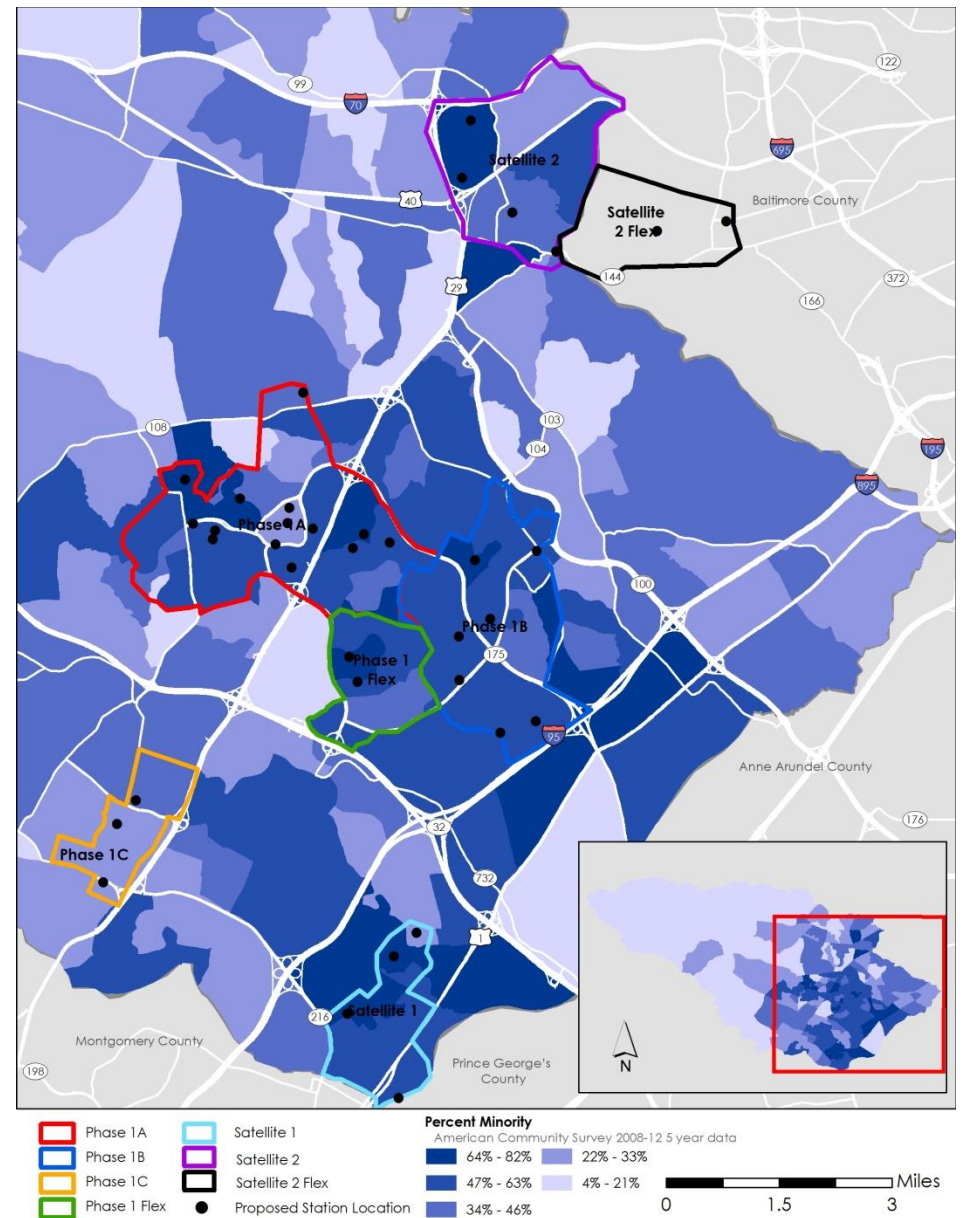 122
99
70
695
Satellite 2
40
Baltimore County
Satellite
2 Flex
144
372
29
166
103
108
104
195
895
Phase 1A
100
Phase 1B
175
Phase 1
Flex
95
Anne Arundel County
176
32
Phase 1C
732
1
216
Satellite 1
Montgomery County
Prince George's
County
198
N
Phase 1A
Phase 1B
Phase 1C
Phase 1 Flex
Satellite 1
Satellite 2
Satellite 2 Flex
Proposed Station Location
Percent Minority
American Community Survey 2008-12 5 year data
64% - 82%
47% - 63%
34% - 46%
22% - 33%
4% - 21%
Miles
0 1.5 3